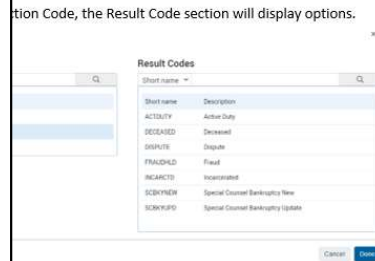 tion Code, the Result Code section will display options.
×
Result Codes
Short name
Short name Description
ACTDUTY Active Duty
DECEASED Deceased
DISPUTE Dispute
FRAUDHLD Fraud
INCARCTD Incarcerated
SCBKYNEW Special Counsel Bankruptcy New
SCBKYUPD Special Counsel Bankruptcy Update
Cancel Done